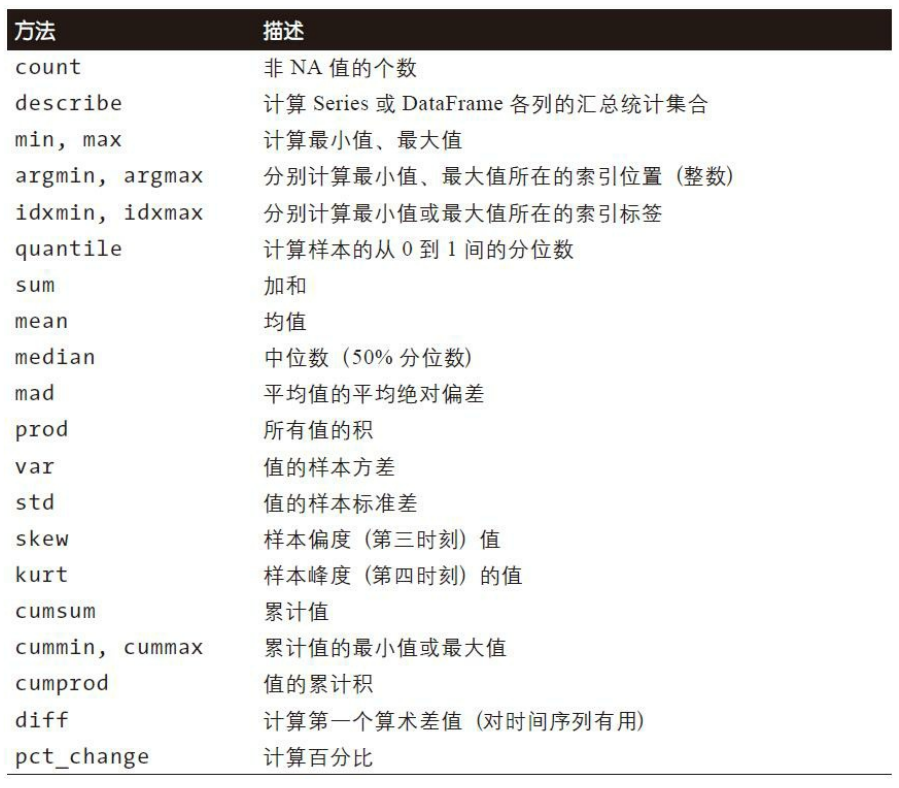 方法 描述
count 非 NA 值的个数
describe 计算 Series 或 DataFrame 各列的汇总统计集合
min, max 计算最小值、最大值
argmin, argmax 分别计算最小值、最大值所在的索引位置（整数）
idxmin, idxmax 分别计算最小值或最大值所在的索引标签
quantile 计算样本的从 0 到 1 间的分位数
sum 加和
mean 均值
median 中位数（50% 分位数）
mad 平均值的平均绝对偏差
prod 所有值的积
var 值的样本方差
std 值的样本标准差
skew 样本偏度（第三时刻）值
kurt 样本峰度（第四时刻）的值
cumsum 累计值
cummin, cummax 累计值的最小值或最大值
cumprod 值的累计积
diff 计算第一个算术差值（对时间序列有用）
pct_change 计算百分比